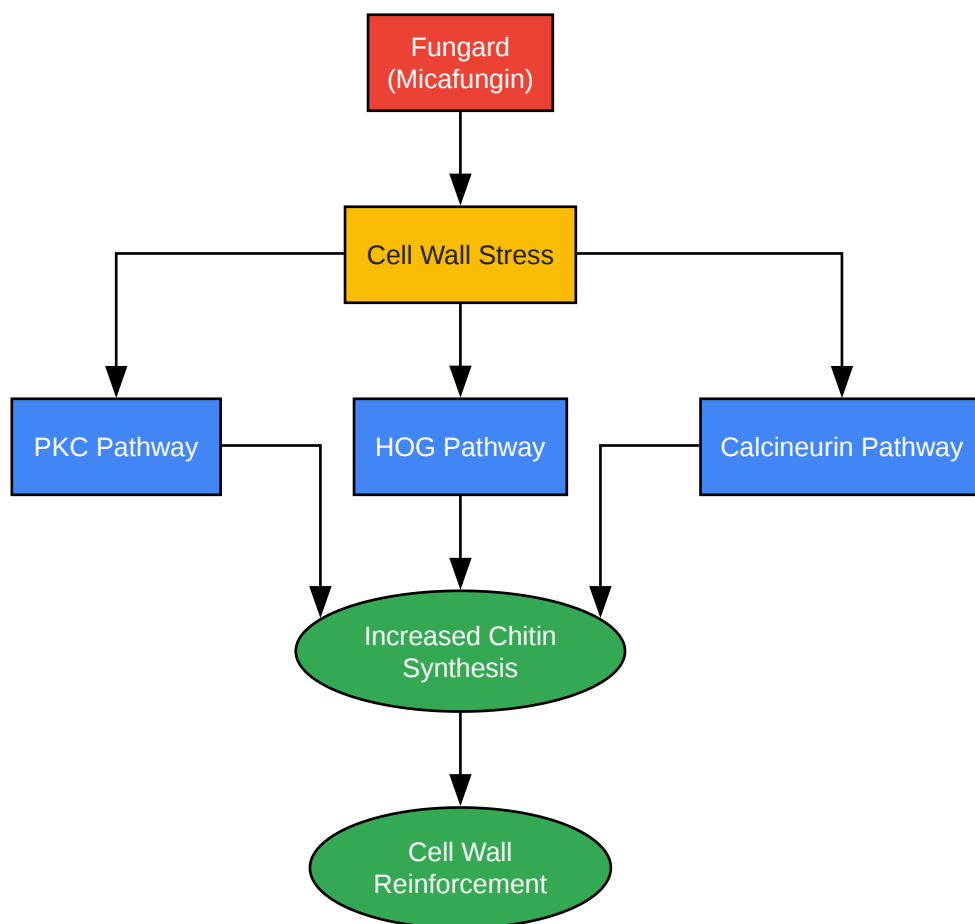 Fungard
(Micafungin)
Cell Wall Stress
PKC Pathway
HOG Pathway
Calcineurin Pathway
Increased Chitin
Synthesis
Cell Wall
Reinforcement